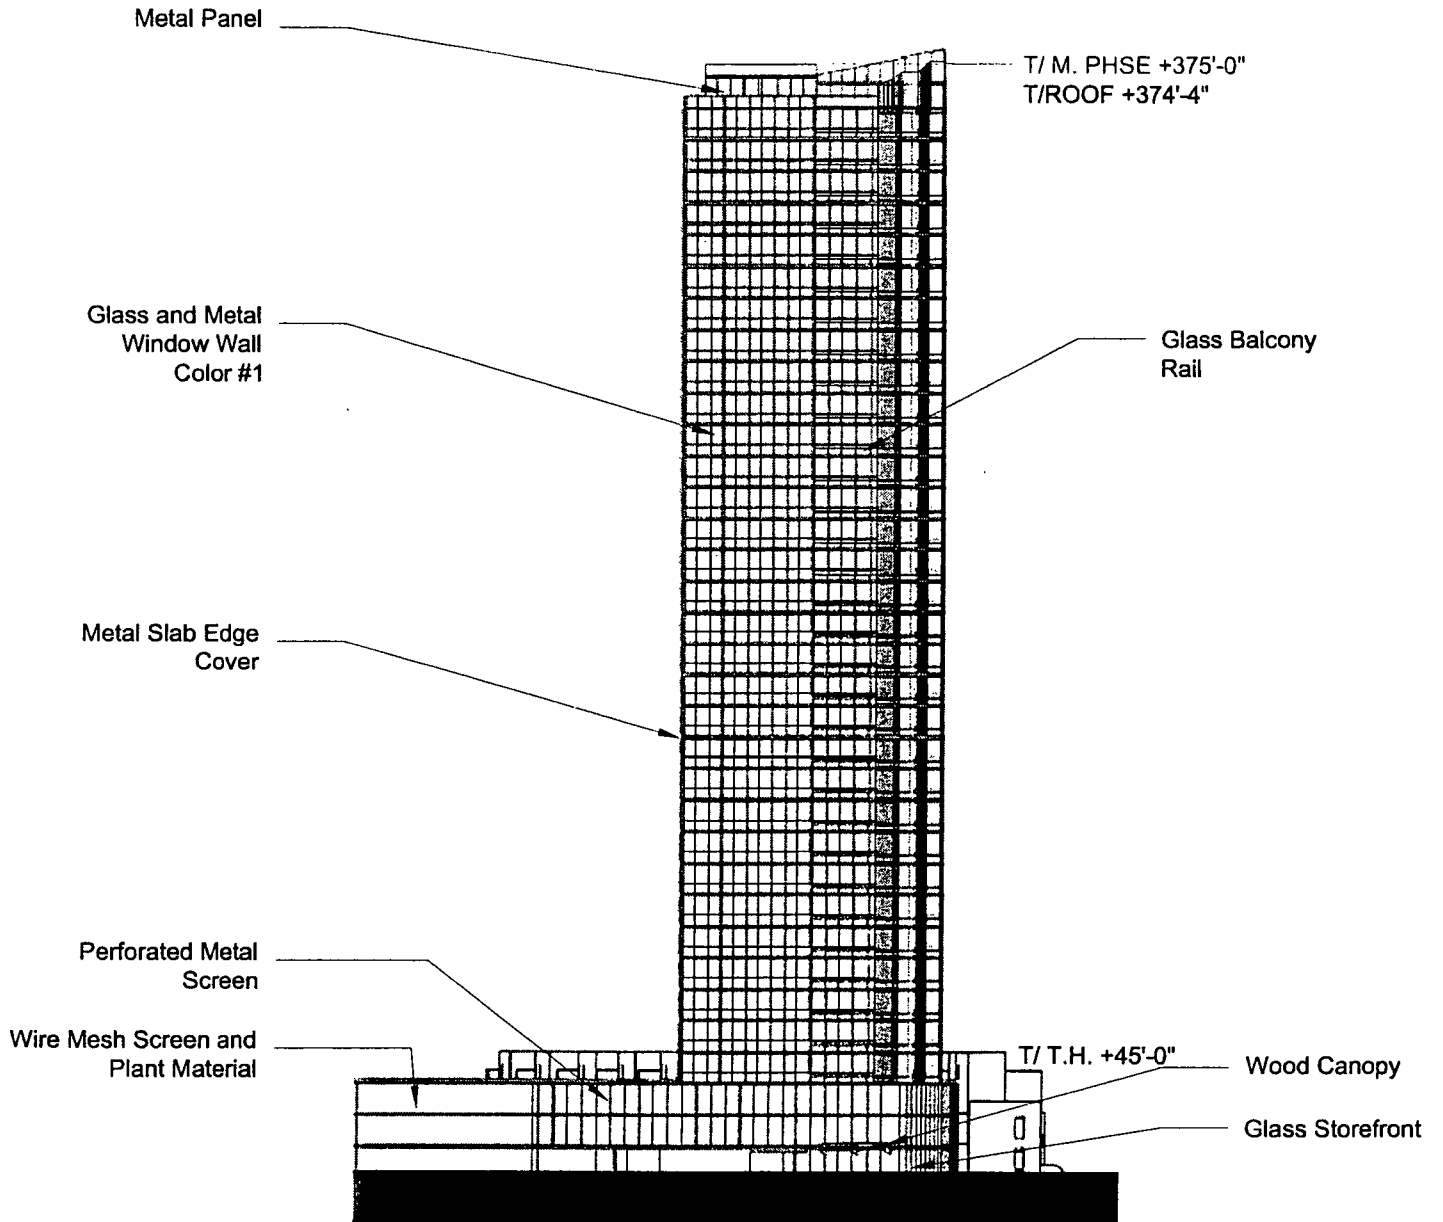 Metal Panel
T/ M. PHSE +375'-0"
T/ROOF +374'-4"
Glass and Metal
Window Wall
Color #1
Glass Balcony
Rail
Metal Slab Edge
Cover
Perforated Metal
Screen
Wire Mesh Screen and
Plant Material
T/ T.H. +45'-0"
Wood Canopy
Glass Storefront